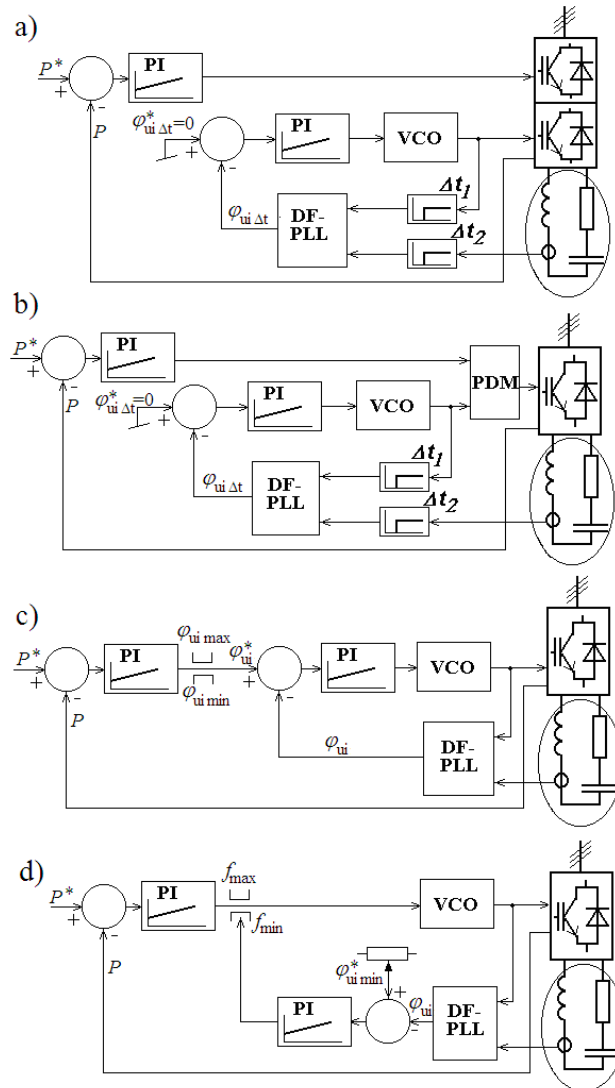 a)
P*
+
-
PI
P
φ*ui Δt=0
+
-
PI
VCO
φui Δt
DF-
PLL
Δt1
Δt2
b)
P*
+
-
PI
P
PDM
φ*ui Δt=0
+
-
PI
VCO
φui Δt
DF-
PLL
Δt1
Δt2
c)
P*
+
-
PI
P
φui max
φui min
φ*ui
+
-
PI
VCO
φui
DF-
PLL
d)
P*
+
-
PI
P
fmax
fmin
VCO
φ*ui min
+
-
φui
PI
DF-
PLL